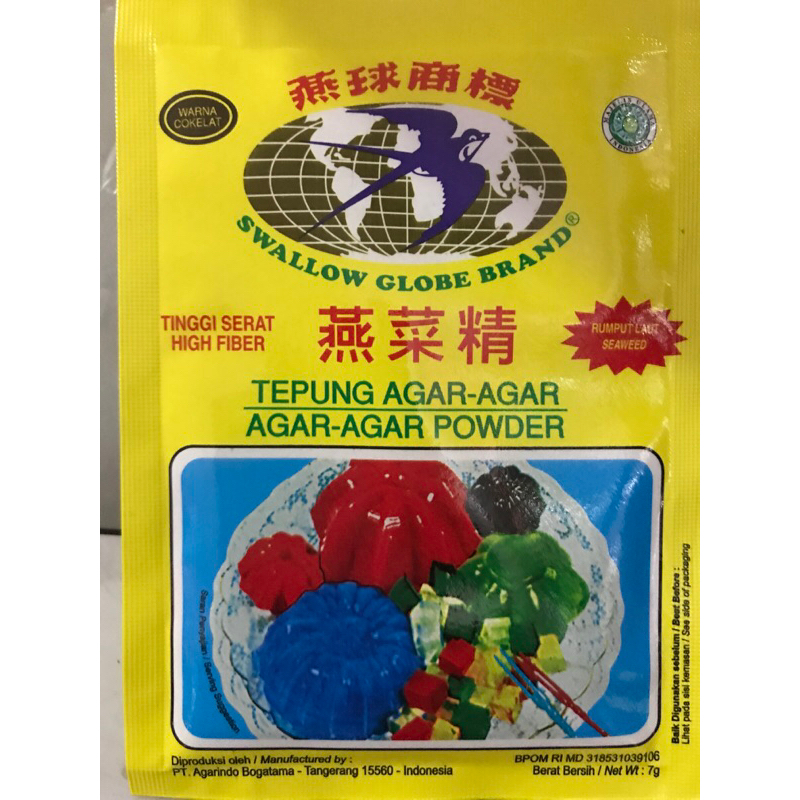 燕球商標
WARNA
COKELAT
MAJELIS ULAMA
INDONESIA
SWALLOW GLOBE BRAND®
TINGGI SERAT
HIGH FIBER
燕菜精
RUMPUT LAUT
SEAWEED
TEPUNG AGAR-AGAR
AGAR-AGAR POWDER
Saran Penyajian / Serving Suggestion
Baik Digunakan sebelum / Best Before :
Lihat pada sisi kemasan / See side of packaging
Diproduksi oleh / Manufactured by :
PT. Agarindo Bogatama - Tangerang 15560 - Indonesia
BPOM RI MD 318531039106
Berat Bersih / Net Wt : 7g